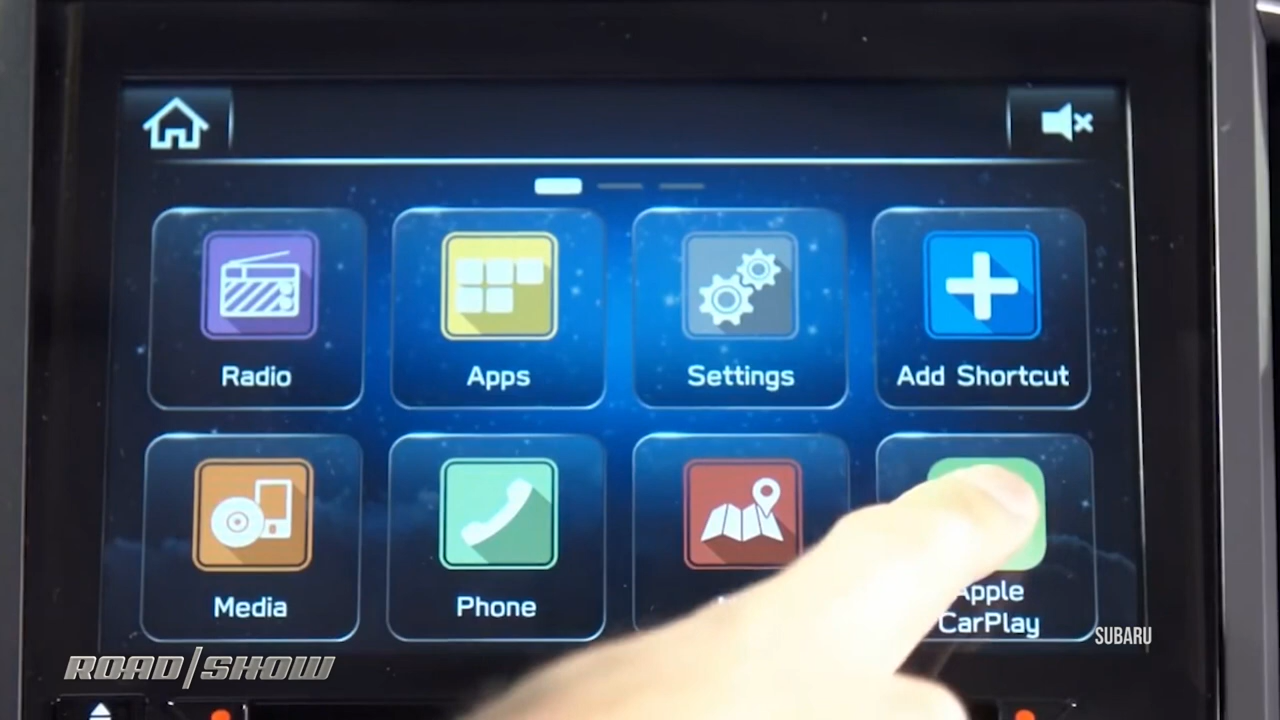 Radio
Apps
Settings
Add Shortcut
Media
Phone
Apple
CarPlay
SUBARU
ROAD/SHOW